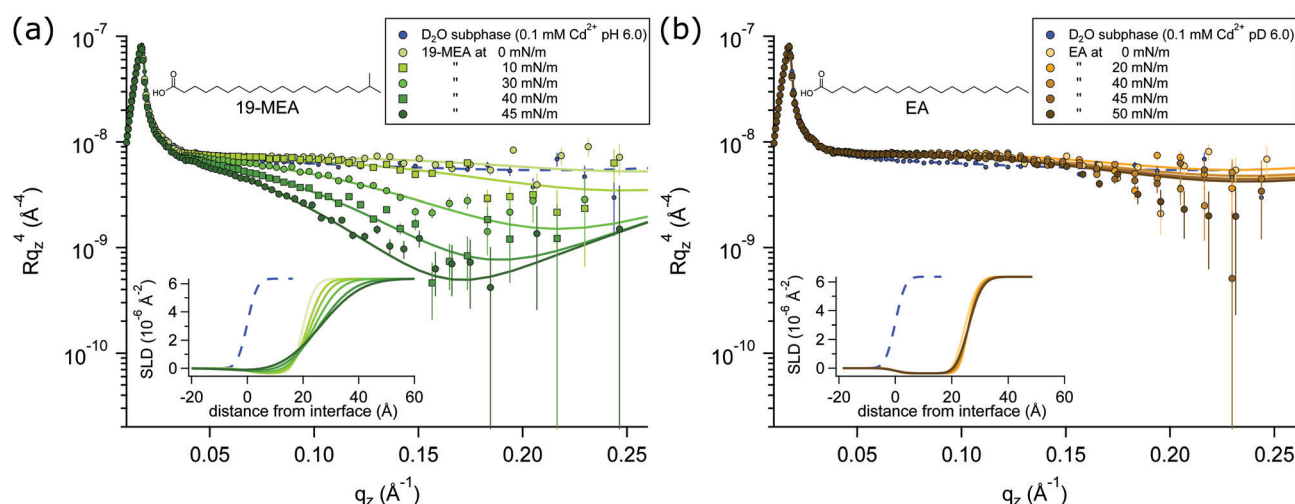 (a)
10⁻⁷
10⁻⁸
10⁻⁹
10⁻¹⁰
Rq_z⁴ (Å⁻⁴)
D₂O subphase (0.1 mM Cd²⁺ pH 6.0)
19-MEA at 0 mN/m
" 10 mN/m
" 30 mN/m
" 40 mN/m
" 45 mN/m
O
HO
19-MEA
SLD (10⁻⁶ Å⁻²)
6
4
2
0
-20 0 20 40 60
distance from interface (Å)
0.05 0.10 0.15 0.20 0.25
q_z (Å⁻¹)
(b)
10⁻⁷
10⁻⁸
10⁻⁹
10⁻¹⁰
Rq_z⁴ (Å⁻⁴)
D₂O subphase (0.1 mM Cd²⁺ pD 6.0)
EA at 0 mN/m
" 20 mN/m
" 40 mN/m
" 45 mN/m
" 50 mN/m
O
HO
EA
SLD (10⁻⁶ Å⁻²)
6
4
2
0
-20 0 20 40 60
distance from interface (Å)
0.05 0.10 0.15 0.20 0.25
q_z (Å⁻¹)